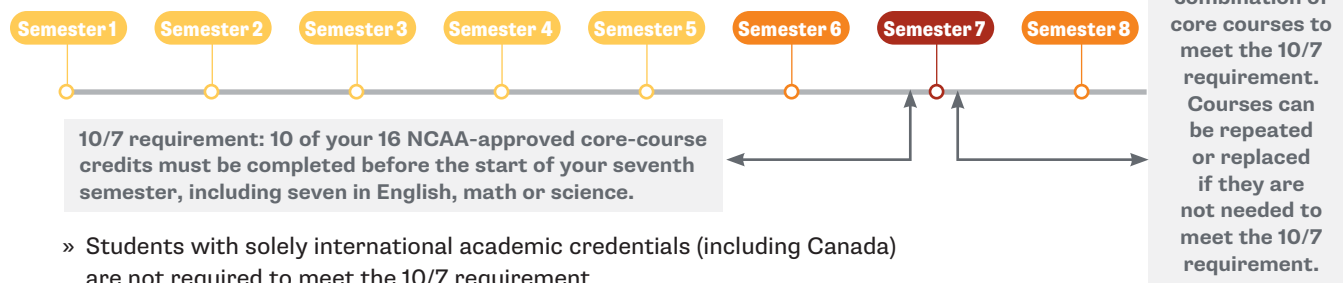 Semester 1 Semester 2 Semester 3 Semester 4 Semester 5 Semester 6 Semester 7 Semester 8
10/7 requirement: 10 of your 16 NCAA-approved core-course
credits must be completed before the start of your seventh
semester, including seven in English, math or science.
» Students with solely international academic credentials (including Canada)
are not required to meet the 10/7 requirement
combination of
core courses to
meet the 10/7
requirement.
Courses can
be repeated
or replaced
if they are
not needed to
meet the 10/7
requirement.